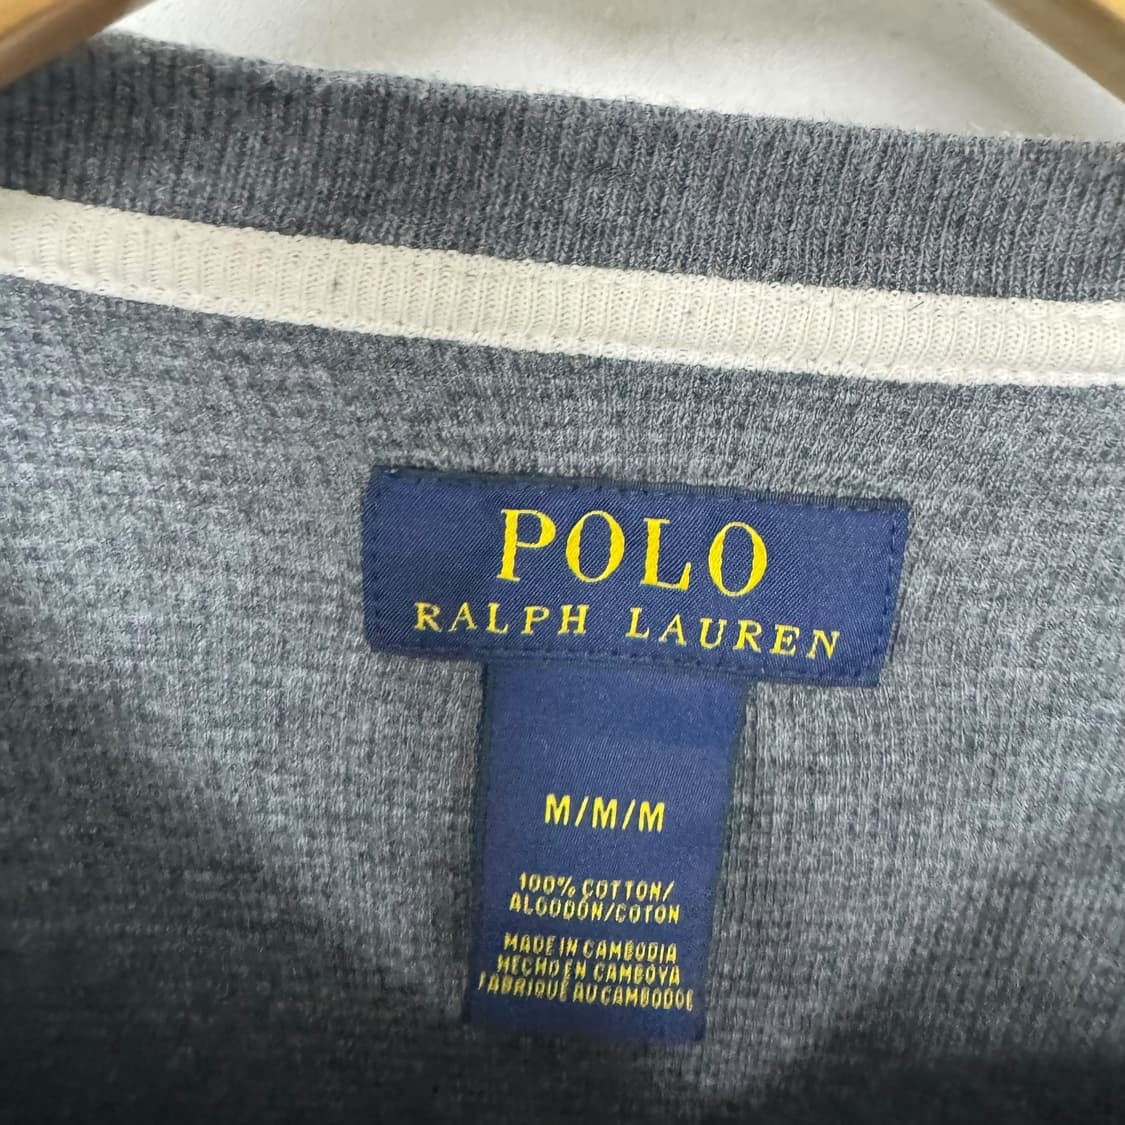 POLO
RALPH LAUREN
M/M/M
100% COTTON/
ALGODÓN/COTON
MADE IN CAMBODIA
HECHO EN CAMBOYA
FABRIQUÉ AU CAMBODGE